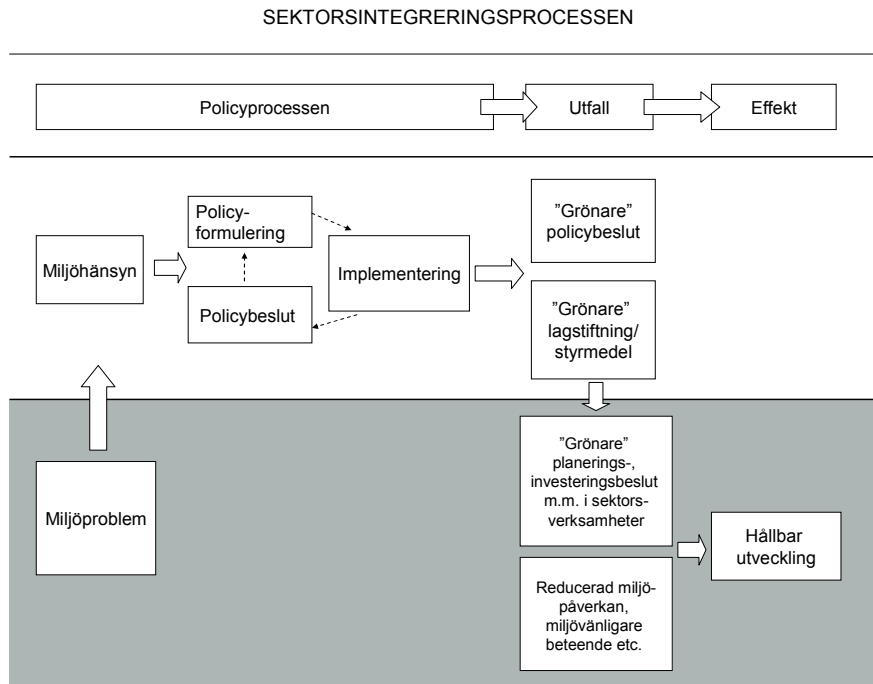 SEKTORSINTEGRERINGSPROCESSEN
Policyprocessen
Utfall
Effekt
Policy-
formulering
Miljöhänsyn
Policybeslut
Implementering
”Grönare”
policybeslut
”Grönare”
lagstiftning/
styrmedel
Miljöproblem
”Grönare”
planerings-,
investeringsbeslut
m.m. i sektors-
verksamheter
Reducerad miljö-
påverkan,
miljövänligare
beteende etc.
Hållbar
utveckling